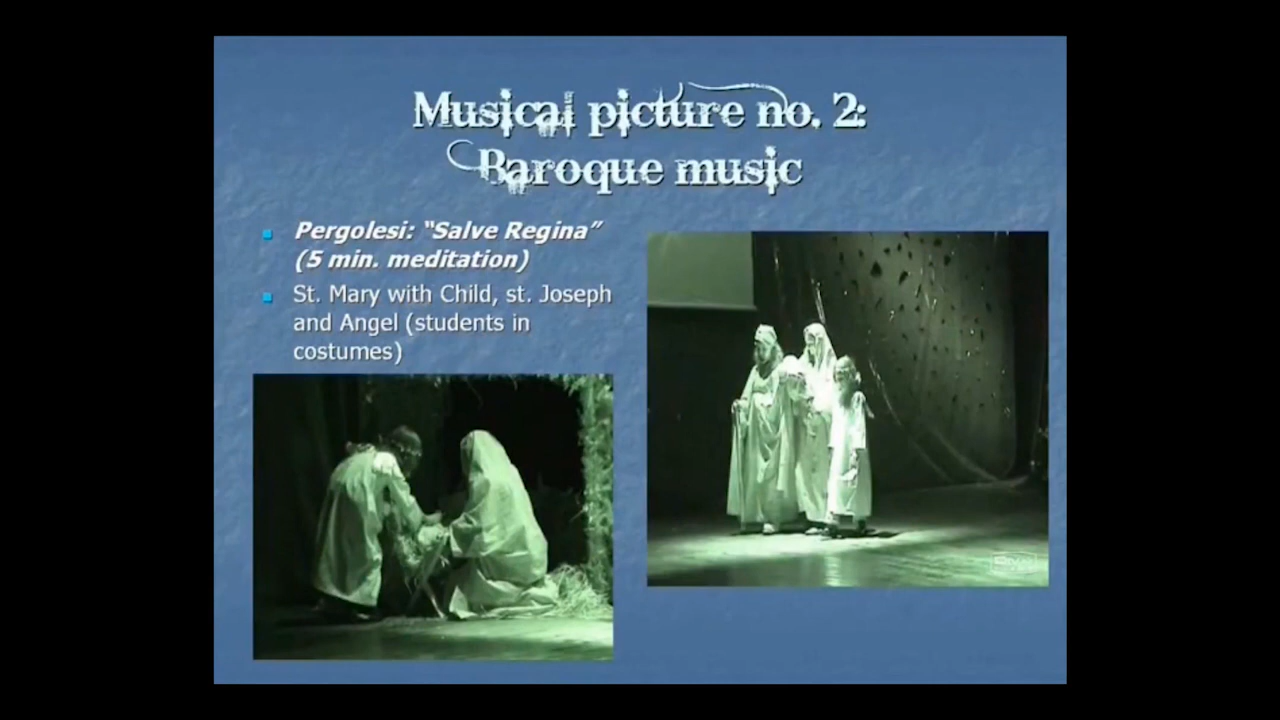 Musical picture no. 2:
Baroque music
Pergolesi: “Salve Regina”
(5 min. meditation)
St. Mary with Child, st. Joseph
and Angel (students in
costumes)